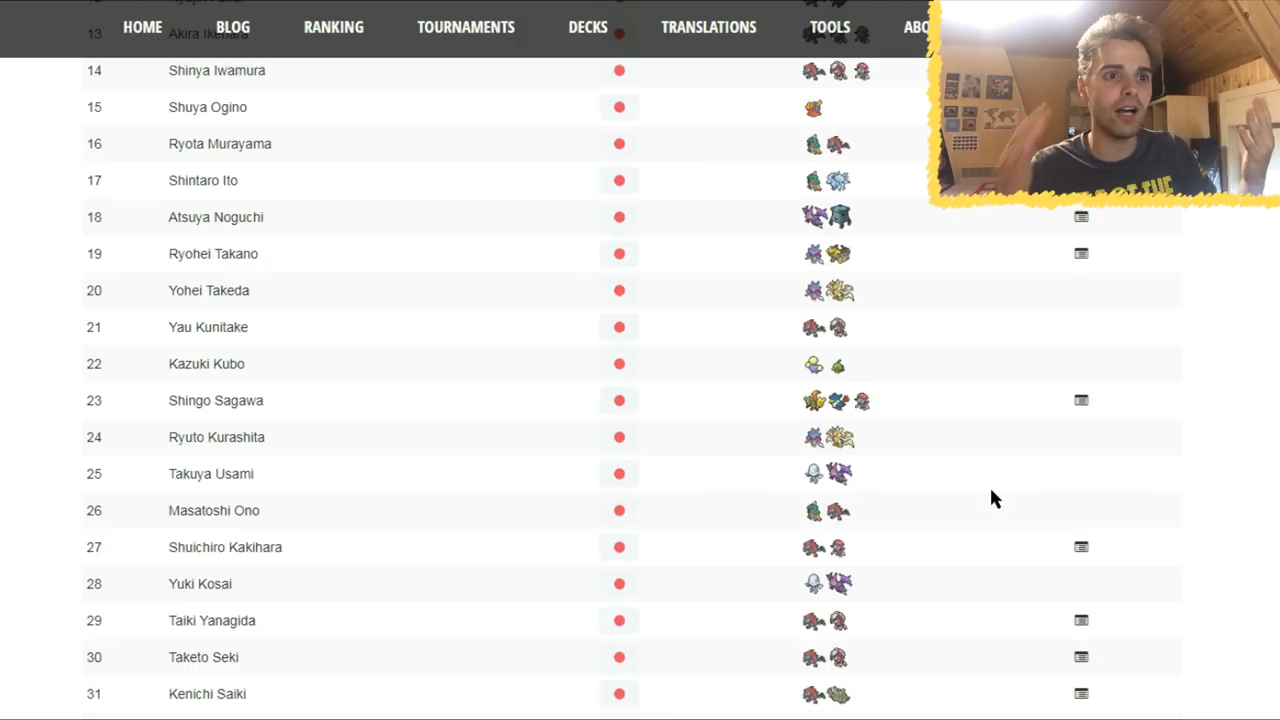 HOME BLOG RANKING TOURNAMENTS DECKS TRANSLATIONS TOOLS
13 Akira Ikehara
14 Shinya Iwamura
15 Shuya Ogino
16 Ryota Murayama
17 Shintaro Ito
18 Atsuya Noguchi
19 Ryohei Takano
20 Yohei Takeda
21 Yau Kunitake
22 Kazuki Kubo
23 Shingo Sagawa
24 Ryuto Kurashita
25 Takuya Usami
26 Masatoshi Ono
27 Shuichiro Kakihara
28 Yuki Kosai
29 Taiki Yanagida
30 Taketo Seki
31 Kenichi Saiki